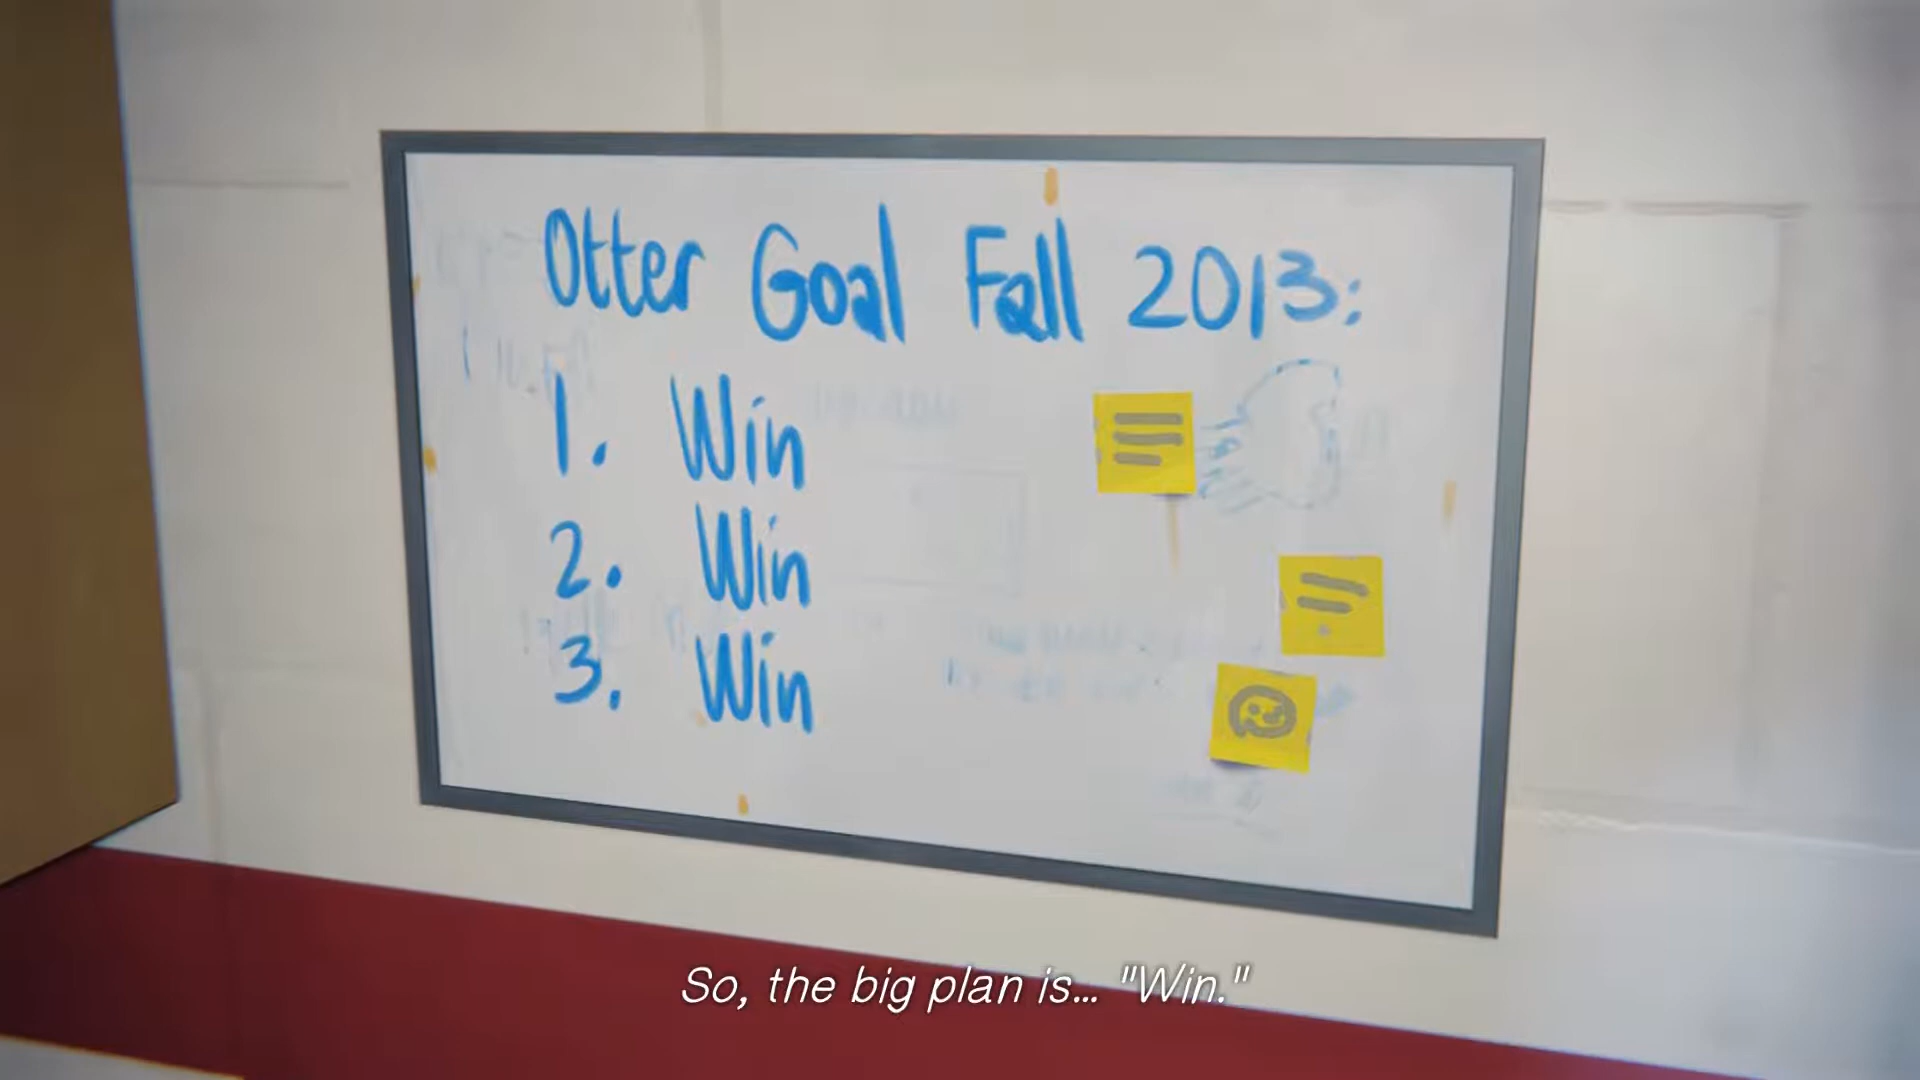 Otter Goal Fall 2013:
1. Win
2. Win
3. Win
So, the big plan is... "Win."